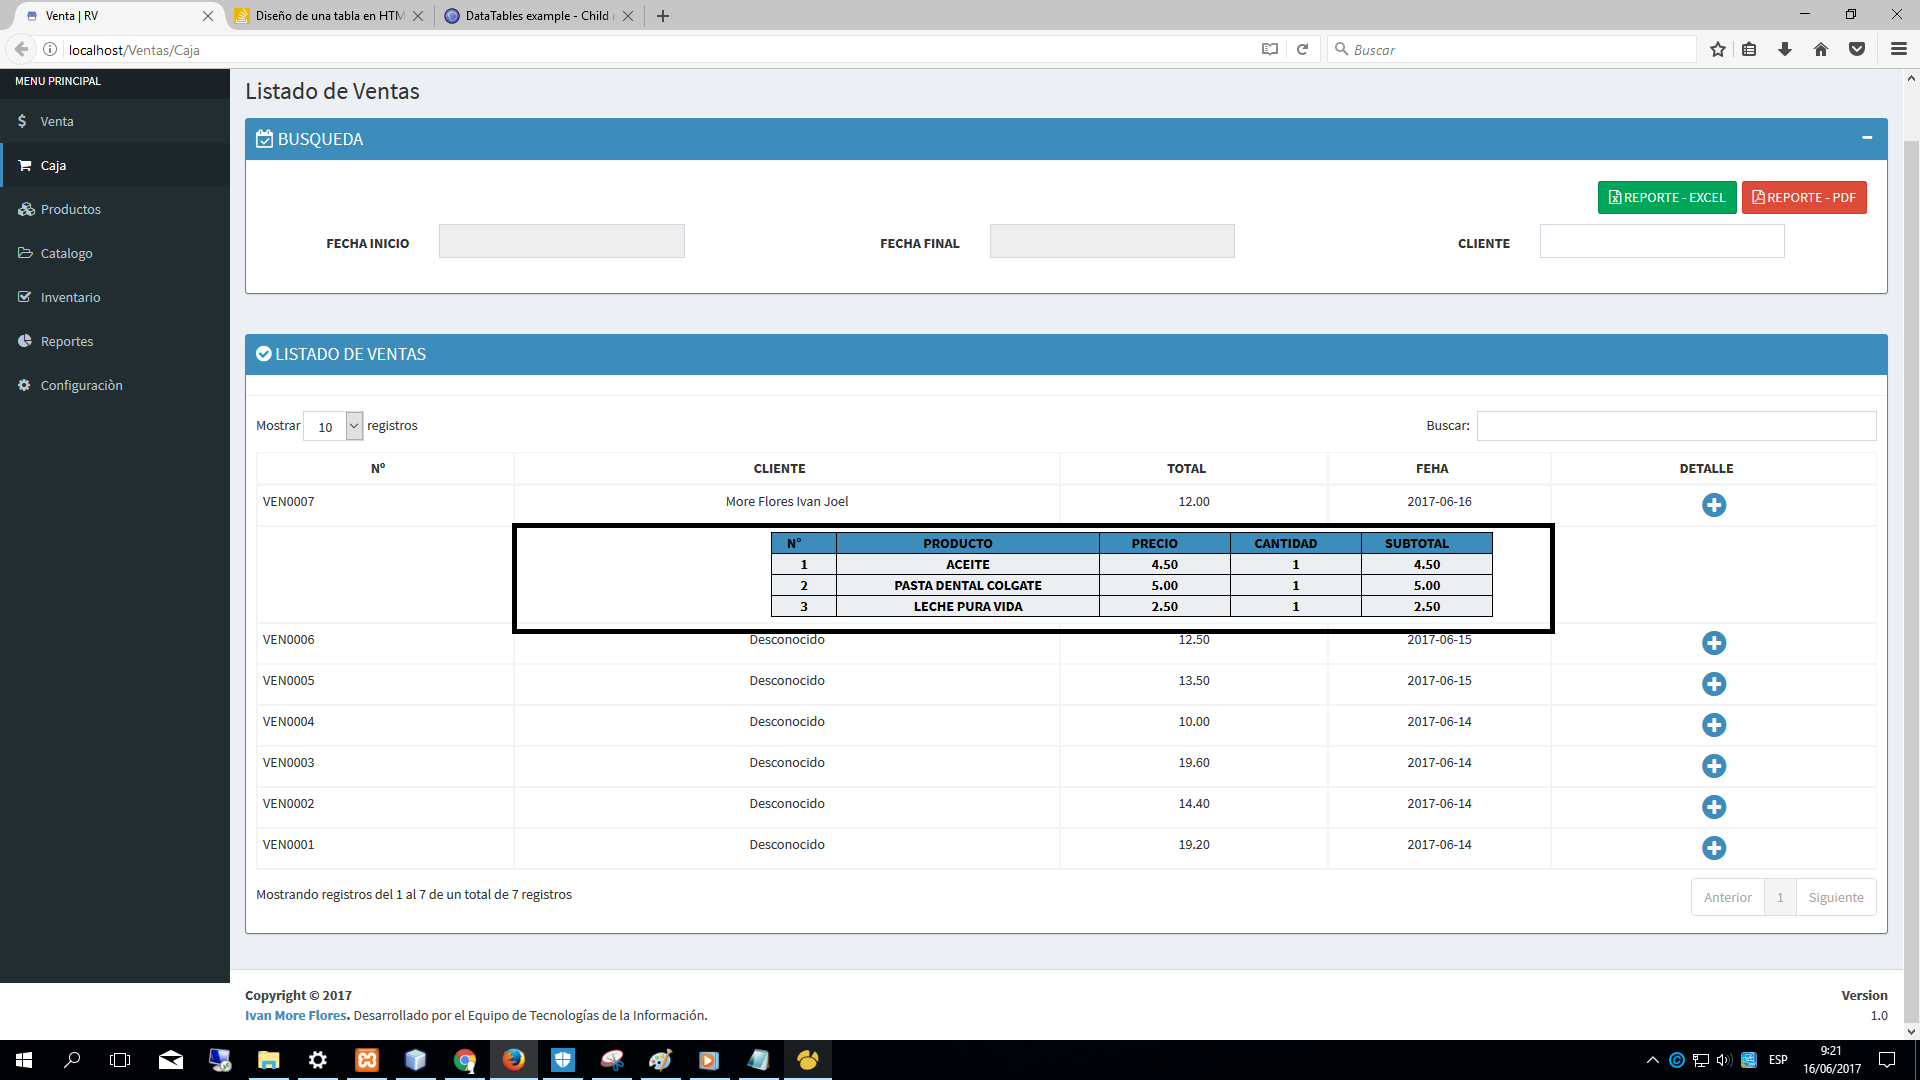 Venta | RV
Diseño de una tabla en HTM
DataTables example - Child
localhost/Ventas/Caja
Buscar
MENU PRINCIPAL
Venta
Caja
Productos
Catalogo
Inventario
Reportes
Configuraciòn
Listado de Ventas
BUSQUEDA
REPORTE - EXCEL REPORTE - PDF
FECHA INICIO FECHA FINAL CLIENTE
LISTADO DE VENTAS
Mostrar 10 registros Buscar:
Nº CLIENTE TOTAL FEHA DETALLE
VEN0007 More Flores Ivan Joel 12.00 2017-06-16
N° PRODUCTO PRECIO CANTIDAD SUBTOTAL
1 ACEITE 4.50 1 4.50
2 PASTA DENTAL COLGATE 5.00 1 5.00
3 LECHE PURA VIDA 2.50 1 2.50
VEN0006 Desconocido 12.50 2017-06-15
VEN0005 Desconocido 13.50 2017-06-15
VEN0004 Desconocido 10.00 2017-06-14
VEN0003 Desconocido 19.60 2017-06-14
VEN0002 Desconocido 14.40 2017-06-14
VEN0001 Desconocido 19.20 2017-06-14
Mostrando registros del 1 al 7 de un total de 7 registros
Anterior 1 Siguiente
Copyright © 2017 Version
Ivan More Flores. Desarrollado por el Equipo de Tecnologías de la Información. 1.0
ESP
9:21
16/06/2017